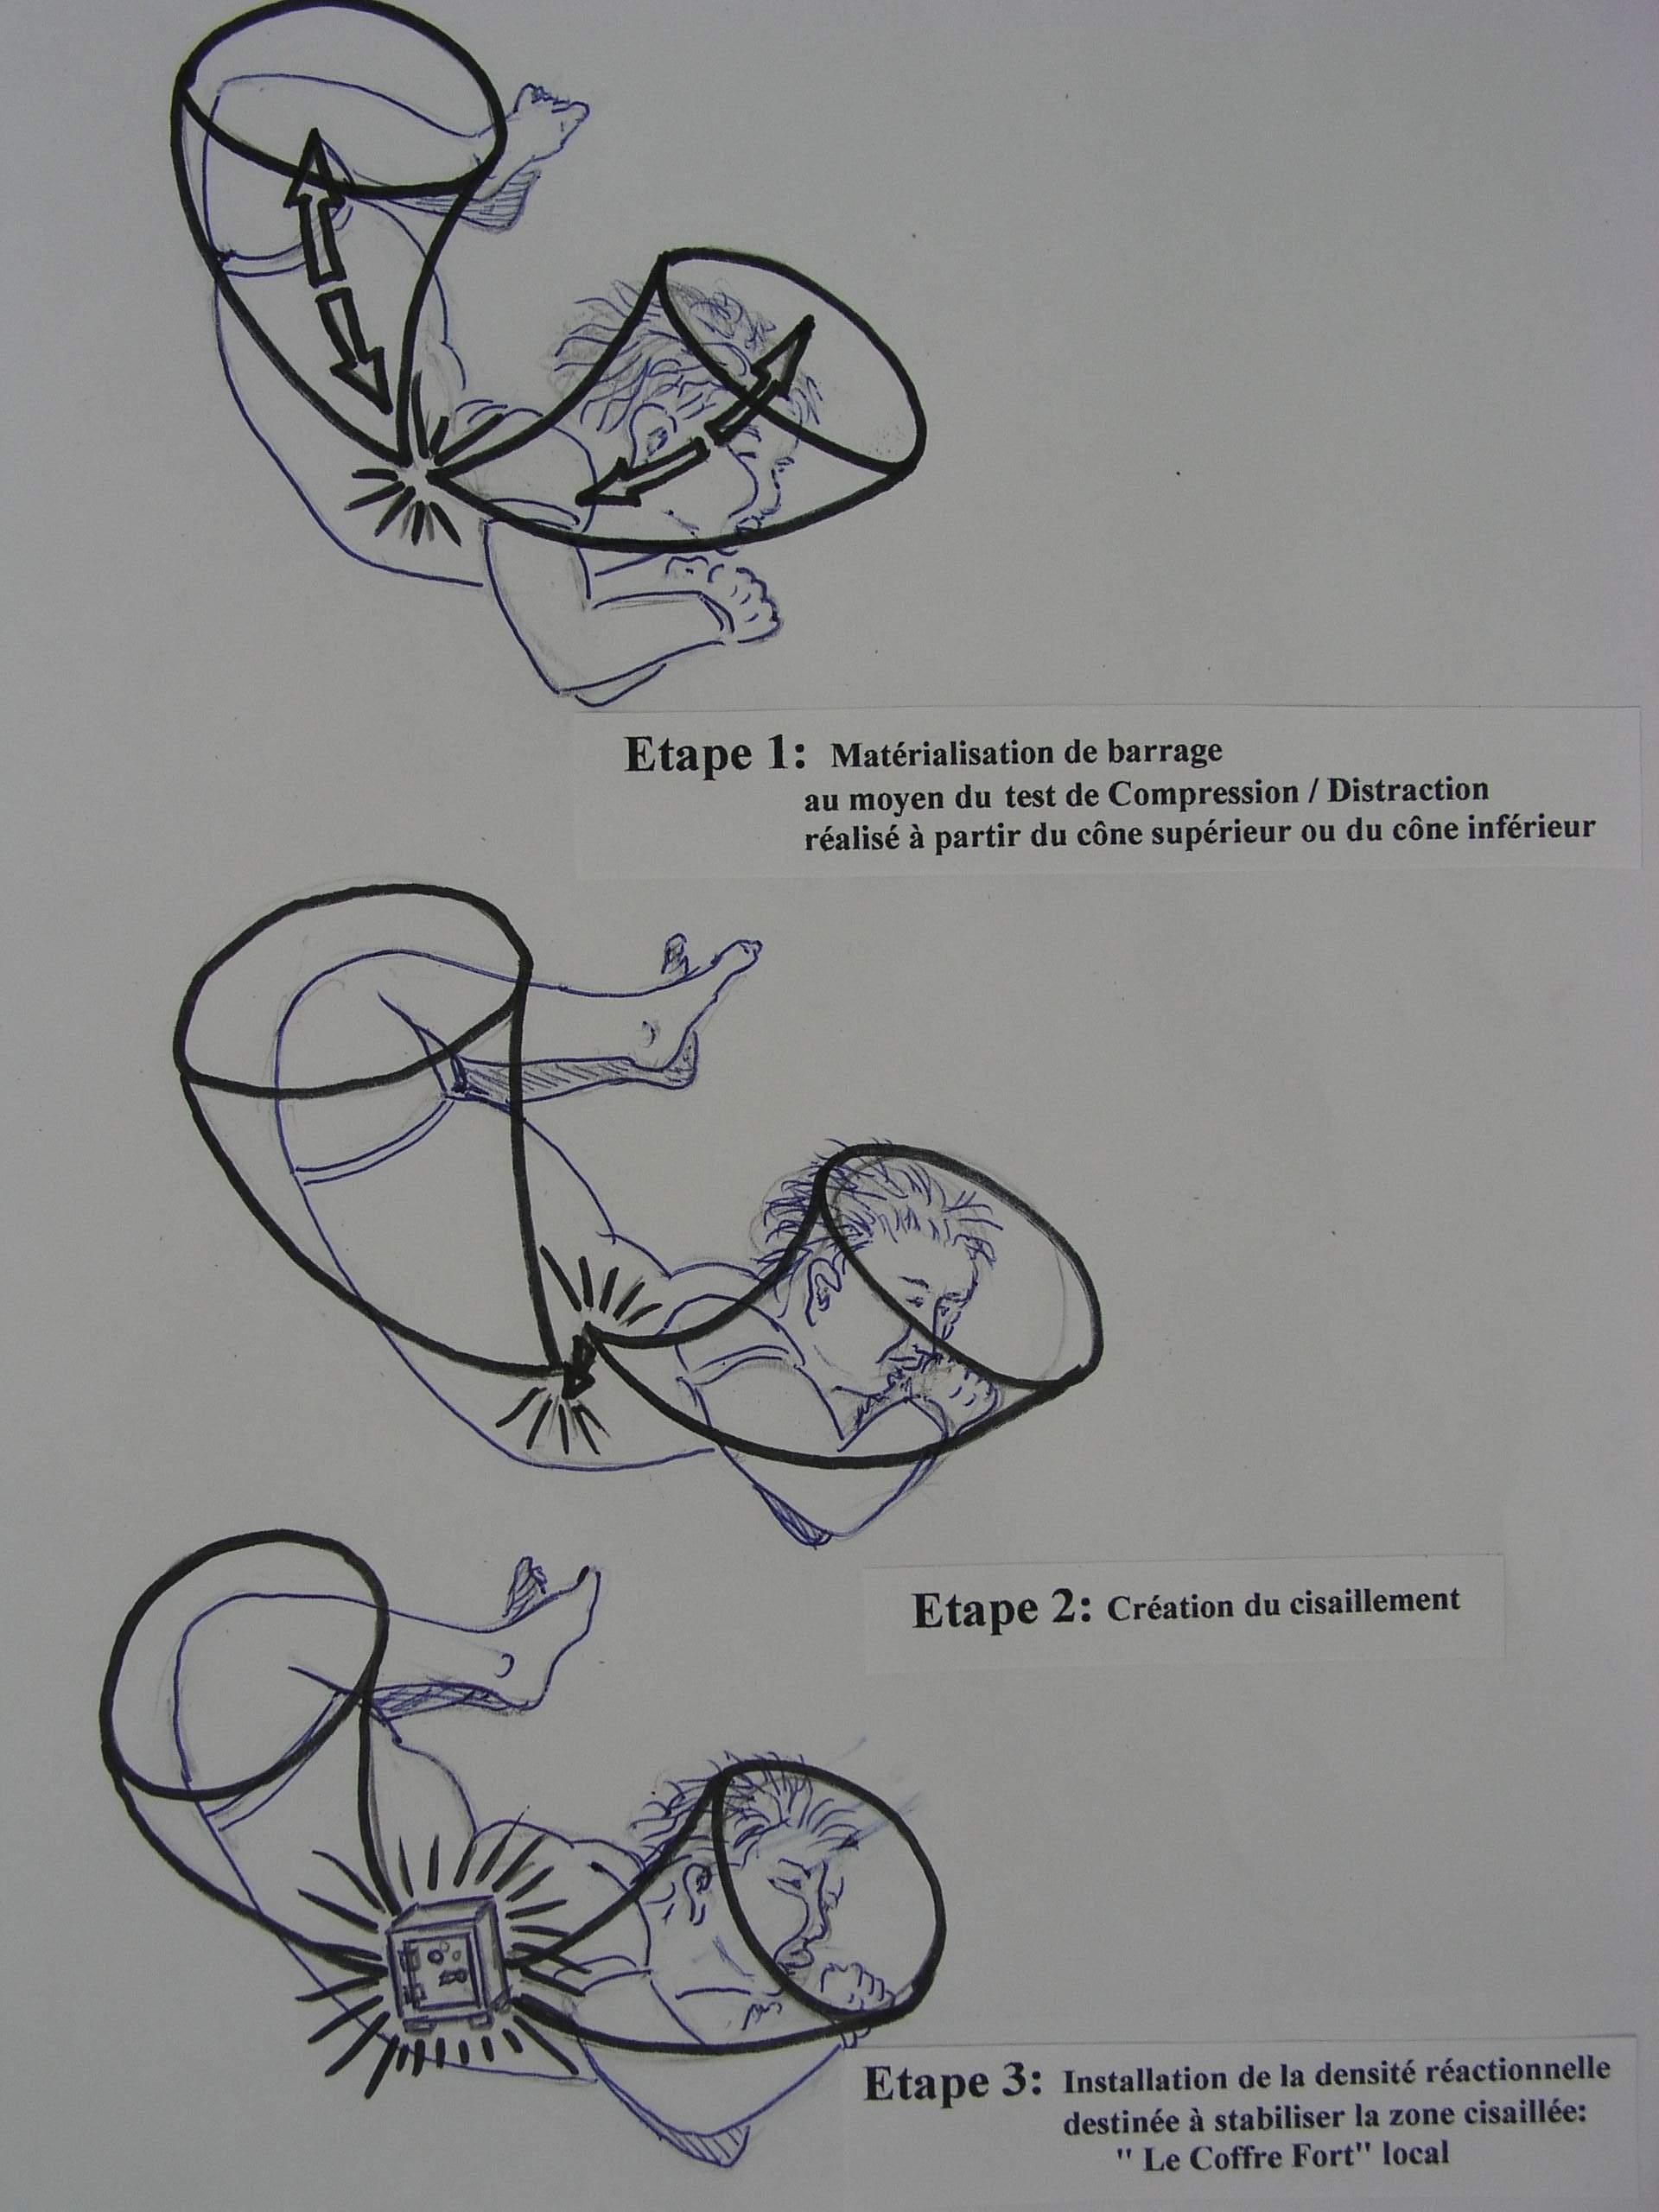 Etape 1: Matérialisation de barrage
au moyen du test de Compression / Distraction
réalisé à partir du cône supérieur ou du cône inférieur
Etape 2: Création du cisaillement
Etape 3: Installation de la densité réactionnelle
destinée à stabiliser la zone cisaillée:
" Le Coffre Fort" local